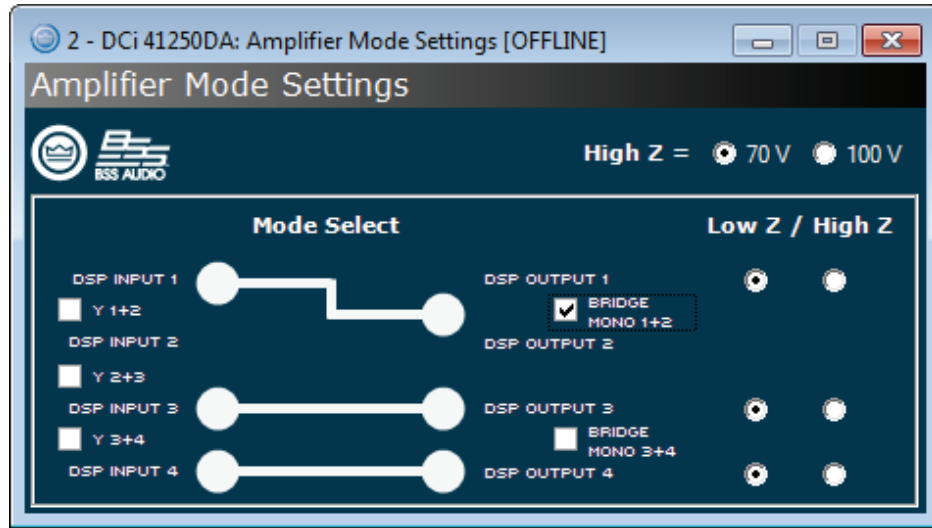 2 - DCi 41250DA: Amplifier Mode Settings [OFFLINE]
Amplifier Mode Settings
BSS
BSS AUDIO
High Z = 70 V 100 V
Mode Select
Low Z / High Z
DSP INPUT 1
DSP OUTPUT 1
Y 1+2
BRIDGE
MONO 1+2
DSP INPUT 2
DSP OUTPUT 2
Y 2+3
DSP INPUT 3
DSP OUTPUT 3
Y 3+4
BRIDGE
MONO 3+4
DSP INPUT 4
DSP OUTPUT 4